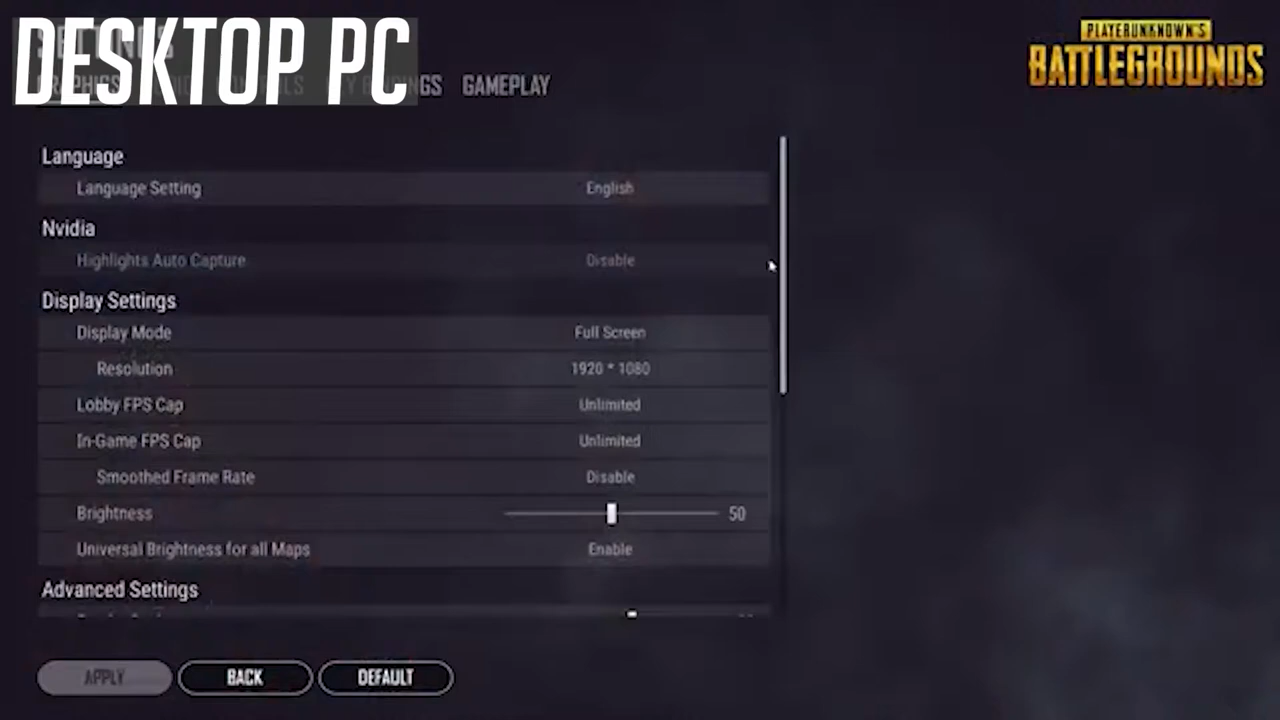 DESKTOP PC
GAMEPLAY
PLAYERUNKNOWN'S
BATTLEGROUNDS
Language
Language Setting English
Nvidia
Highlights Auto Capture Disable
Display Settings
Display Mode Full Screen
Resolution 1920 * 1080
Lobby FPS Cap Unlimited
In-Game FPS Cap Unlimited
Smoothed Frame Rate Disable
Brightness 50
Universal Brightness for all Maps Enable
Advanced Settings
APPLY BACK DEFAULT